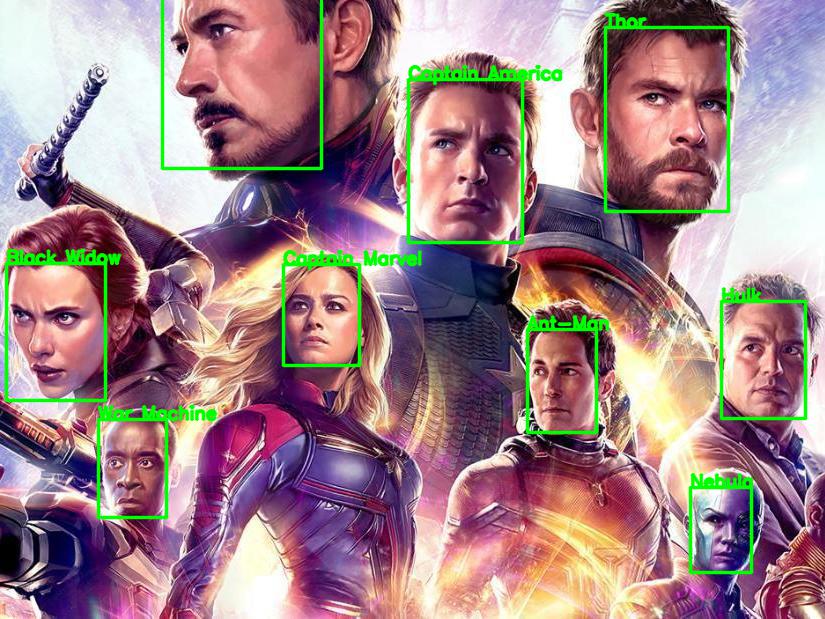 Thor
Captain America
Black Widow
Captain Marvel
Hulk
Ant-Man
War Machine
Nebula